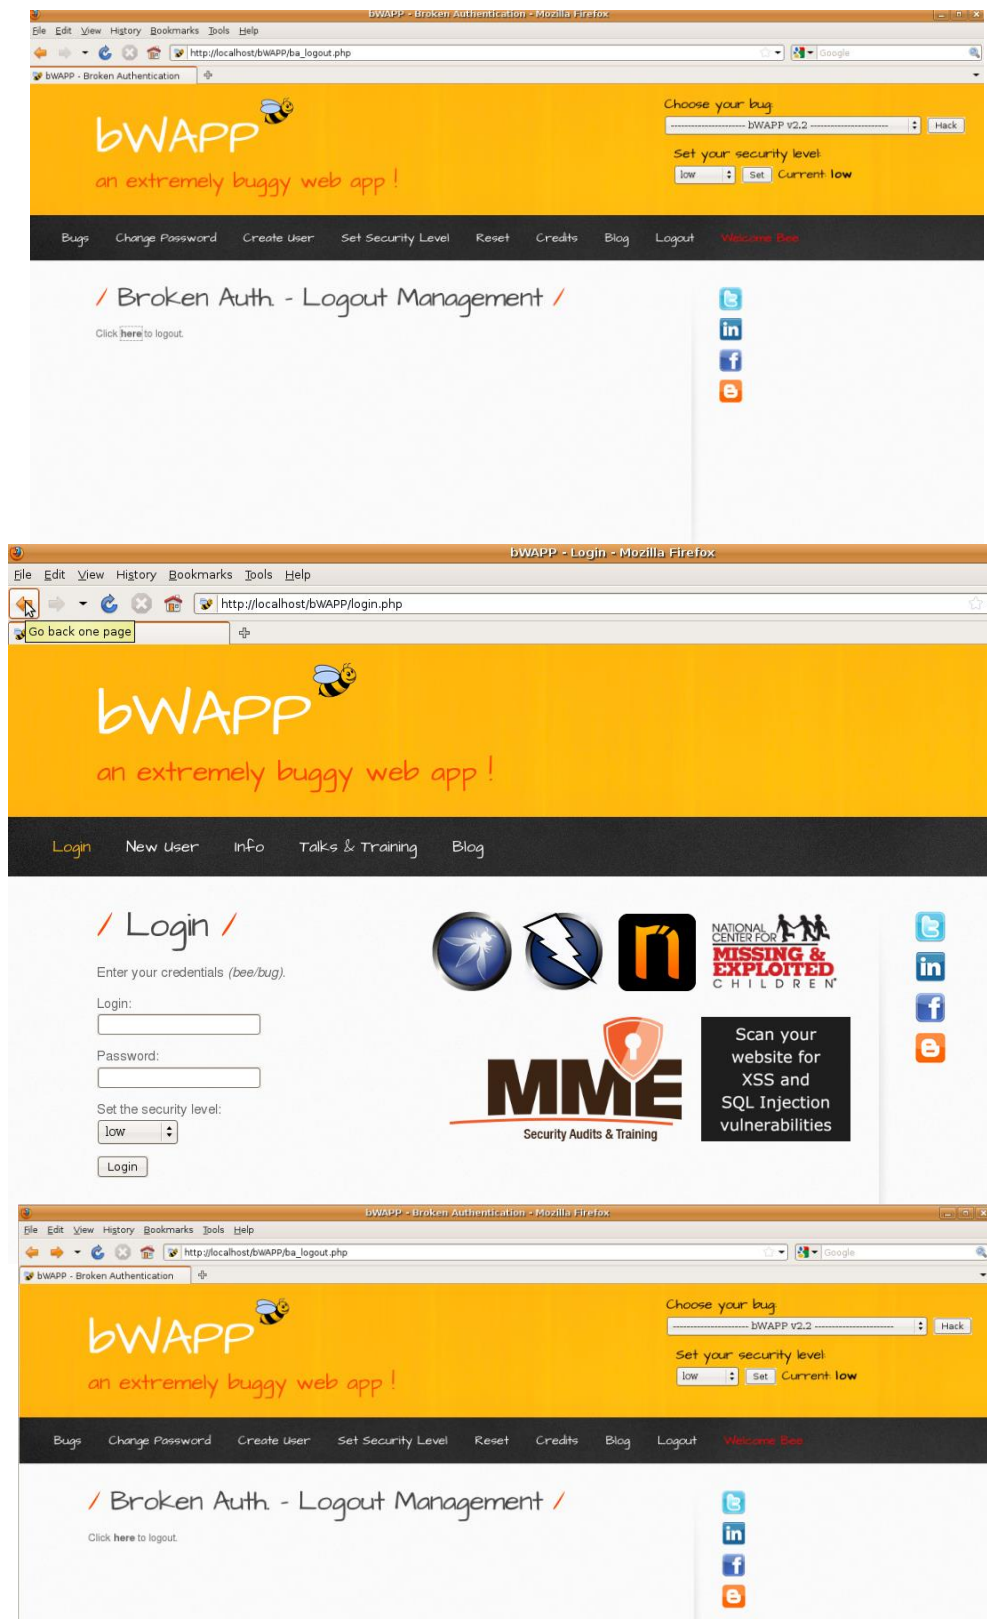 bWAPP - Broken Authentication - Mozilla Firefox
File Edit View History Bookmarks Tools Help
http://localhost/bWAPP/ba_logout.php
Google
bWAPP - Broken Authentication
Choose your bug:
---------------------- bWAPP v2.2 -----------------------
Hack
bWAPP
Set your security level:
an extremely buggy web app !
low Set Current: low
Bugs Change Password Create User Set Security Level Reset Credits Blog Logout Welcome Bee
/ Broken Auth. - Logout Management /
Click here to logout.
bWAPP - Login - Mozilla Firefox
File Edit View History Bookmarks Tools Help
http://localhost/bWAPP/login.php
Go back one page
bWAPP
an extremely buggy web app !
Login New User Info Talks & Training Blog
/ Login /
Enter your credentials (bee/bug).
Login:
Password:
Set the security level:
low
Login
NATIONAL
CENTER FOR
MISSING &
EXPLOITED
CHILDREN
MME
Security Audits & Training
Scan your
website for
XSS and
SQL Injection
vulnerabilities
bWAPP - Broken Authentication - Mozilla Firefox
File Edit View History Bookmarks Tools Help
http://localhost/bWAPP/ba_logout.php
Google
bWAPP - Broken Authentication
Choose your bug:
---------------------- bWAPP v2.2 -----------------------
Hack
bWAPP
Set your security level:
an extremely buggy web app !
low Set Current: low
Bugs Change Password Create User Set Security Level Reset Credits Blog Logout Welcome Bee
/ Broken Auth. - Logout Management /
Click here to logout.